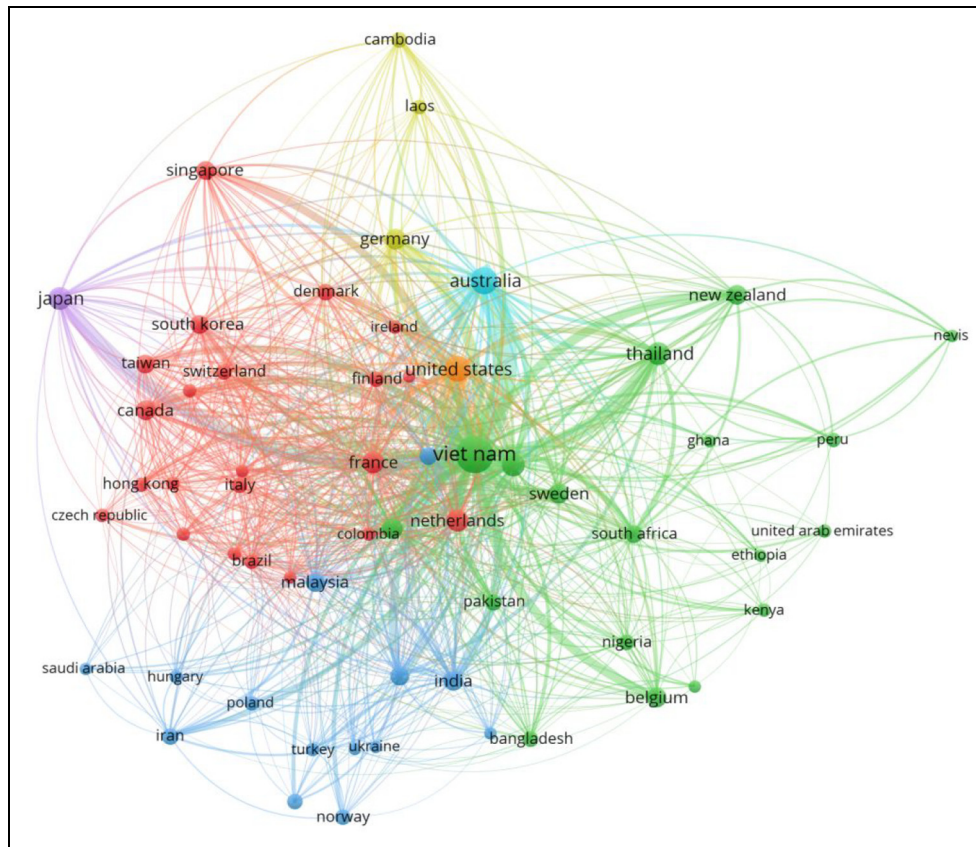 cambodia
laos
singapore
germany
australia
denmark
japan
new zealand
south korea
ireland
nevis
thailand
taiwan
switzerland
finland
united states
canada
ghana
peru
viet nam
france
hong kong
italy
sweden
czech republic
netherlands
colombia
south africa
united arab emirates
brazil
ethiopia
malaysia
pakistan
kenya
nigeria
saudi arabia
hungary
india
poland
belgium
iran
turkey
ukraine
bangladesh
norway